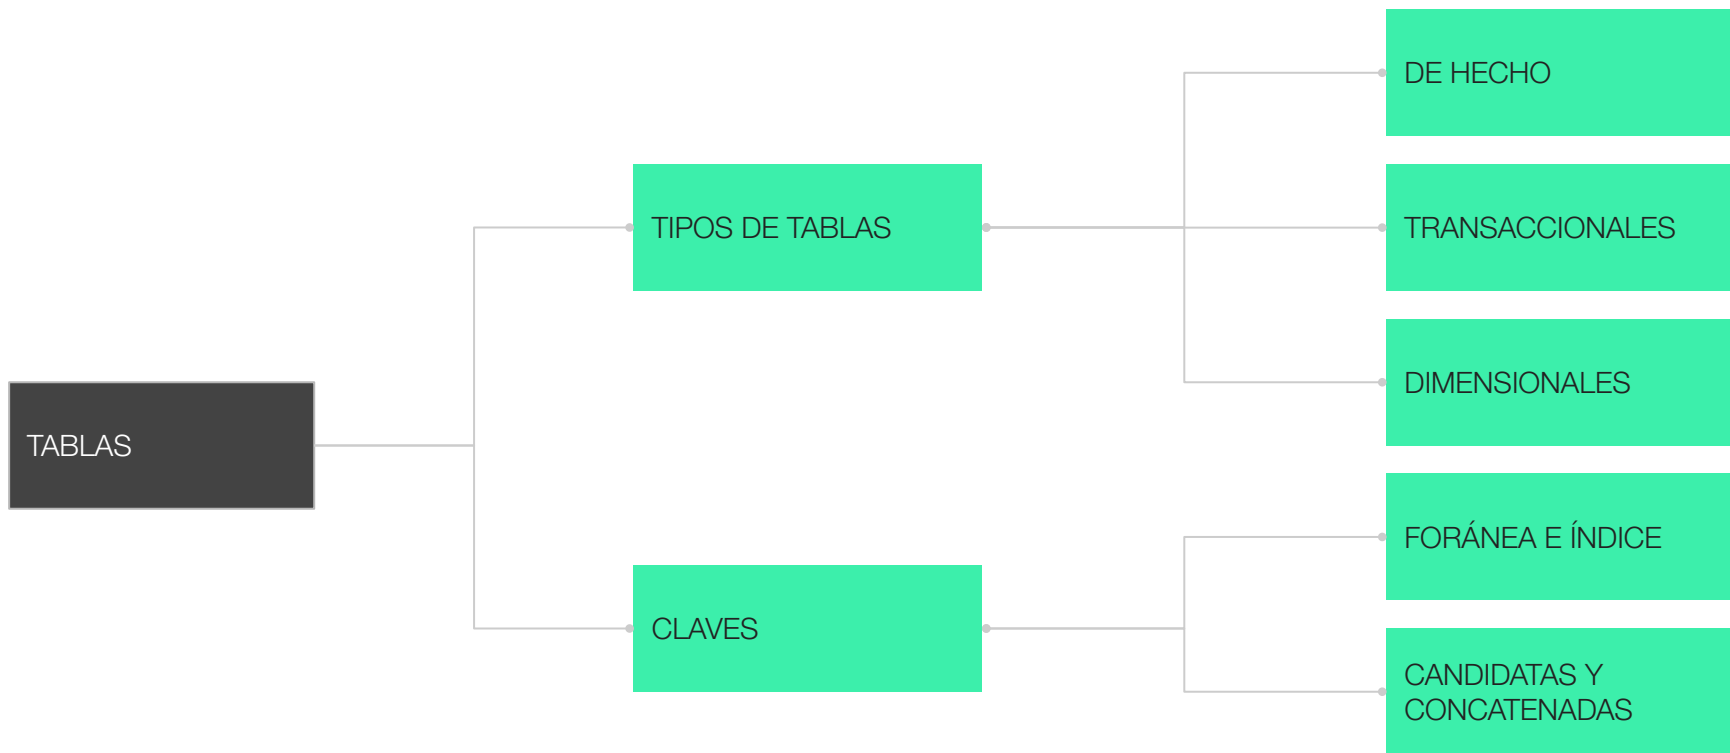 TABLAS
TIPOS DE TABLAS
CLAVES
DE HECHO
TRANSACCIONALES
DIMENSIONALES
FORÁNEA E ÍNDICE
CANDIDATAS Y
CONCATENADAS